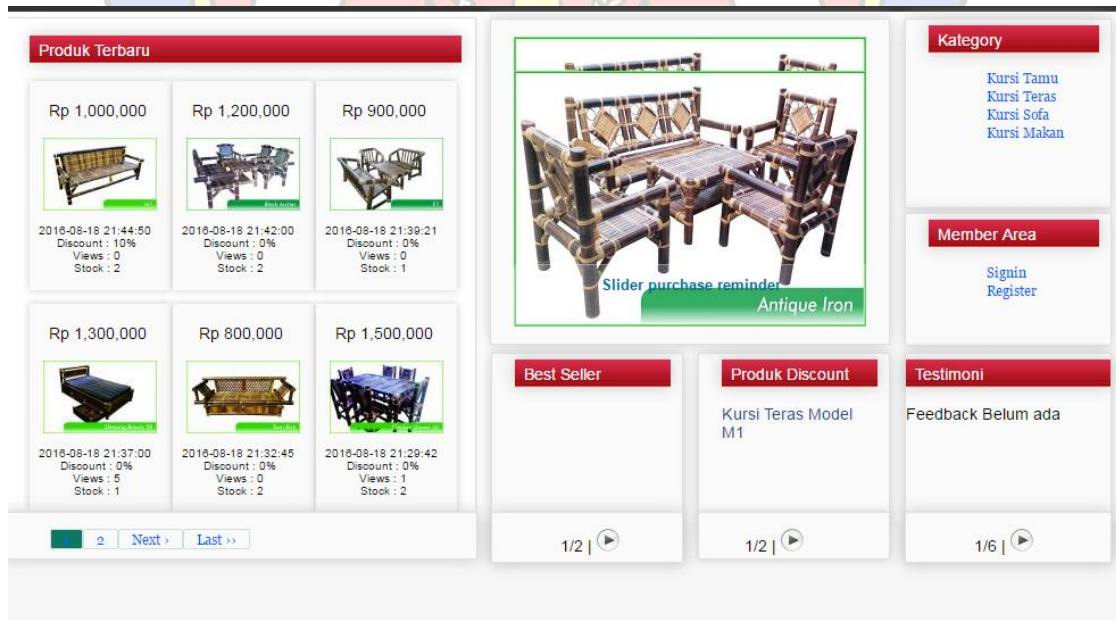 Produk Terbaru
Rp 1,000,000
2016-08-18 21:44:50
Discount : 10%
Views : 0
Stock : 2
Rp 1,200,000
2016-08-18 21:42:00
Discount : 0%
Views : 0
Stock : 2
Rp 900,000
2016-08-18 21:39:21
Discount : 0%
Views : 0
Stock : 1
Rp 1,300,000
2016-08-18 21:37:00
Discount : 0%
Views : 5
Stock : 1
Rp 800,000
2016-08-18 21:32:45
Discount : 0%
Views : 0
Stock : 2
Rp 1,500,000
2016-08-18 21:29:42
Discount : 0%
Views : 1
Stock : 2
1 2 Next › Last ››
Slider purchase reminder
Antique Iron
Kategory
Kursi Tamu
Kursi Teras
Kursi Sofa
Kursi Makan
Member Area
Signin
Register
Best Seller
1/2 |
Produk Discount
Kursi Teras Model
M1
1/2 |
Testimoni
Feedback Belum ada
1/6 |